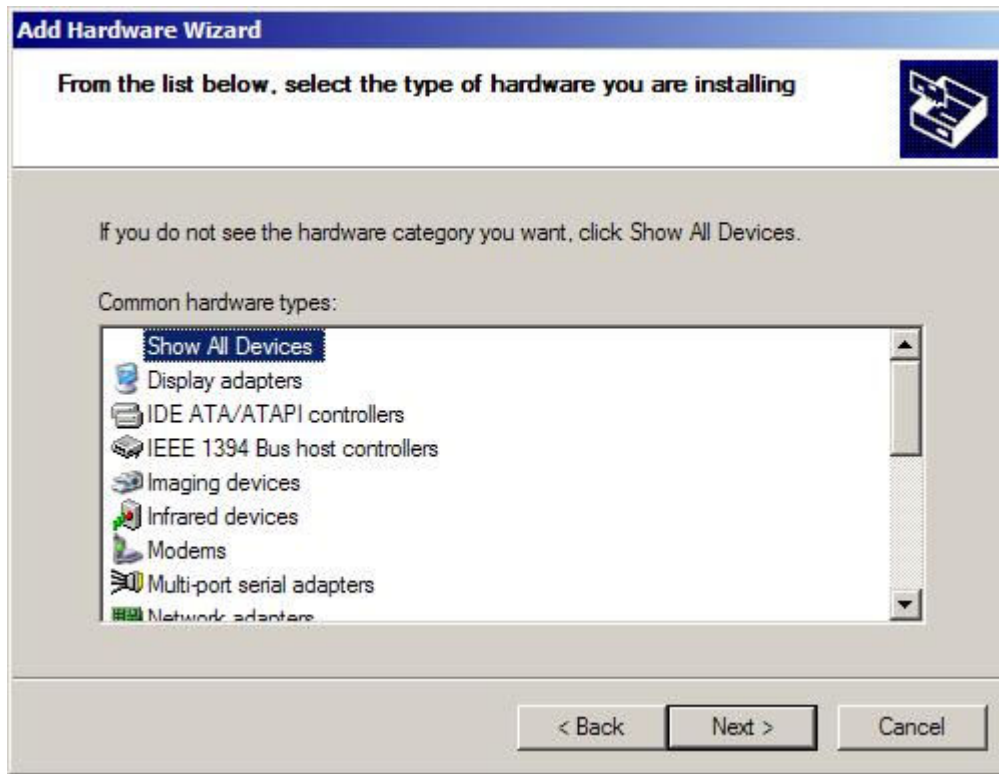 Add Hardware Wizard
From the list below, select the type of hardware you are installing
If you do not see the hardware category you want, click Show All Devices.
Common hardware types:
Show All Devices
Display adapters
IDE ATA/ATAPI controllers
IEEE 1394 Bus host controllers
Imaging devices
Infrared devices
Modems
Multi-port serial adapters
Network adapters
< Back Next > Cancel